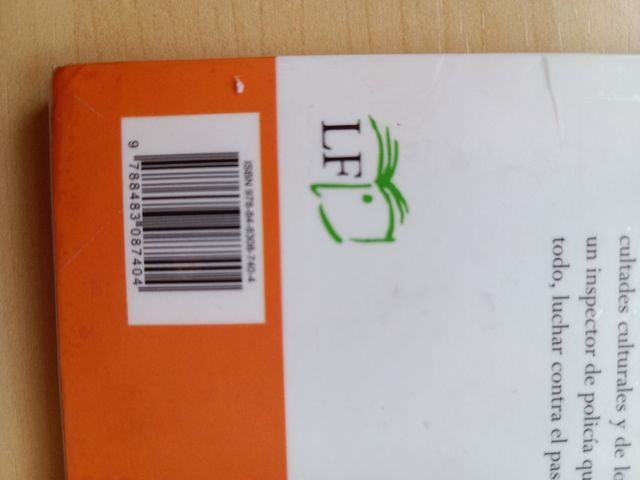 cultades culturales y de lo
un inspector de policía qu
todo, luchar contra el pas
LF
ISBN 978-84-8308-740-4
9 788483 087404